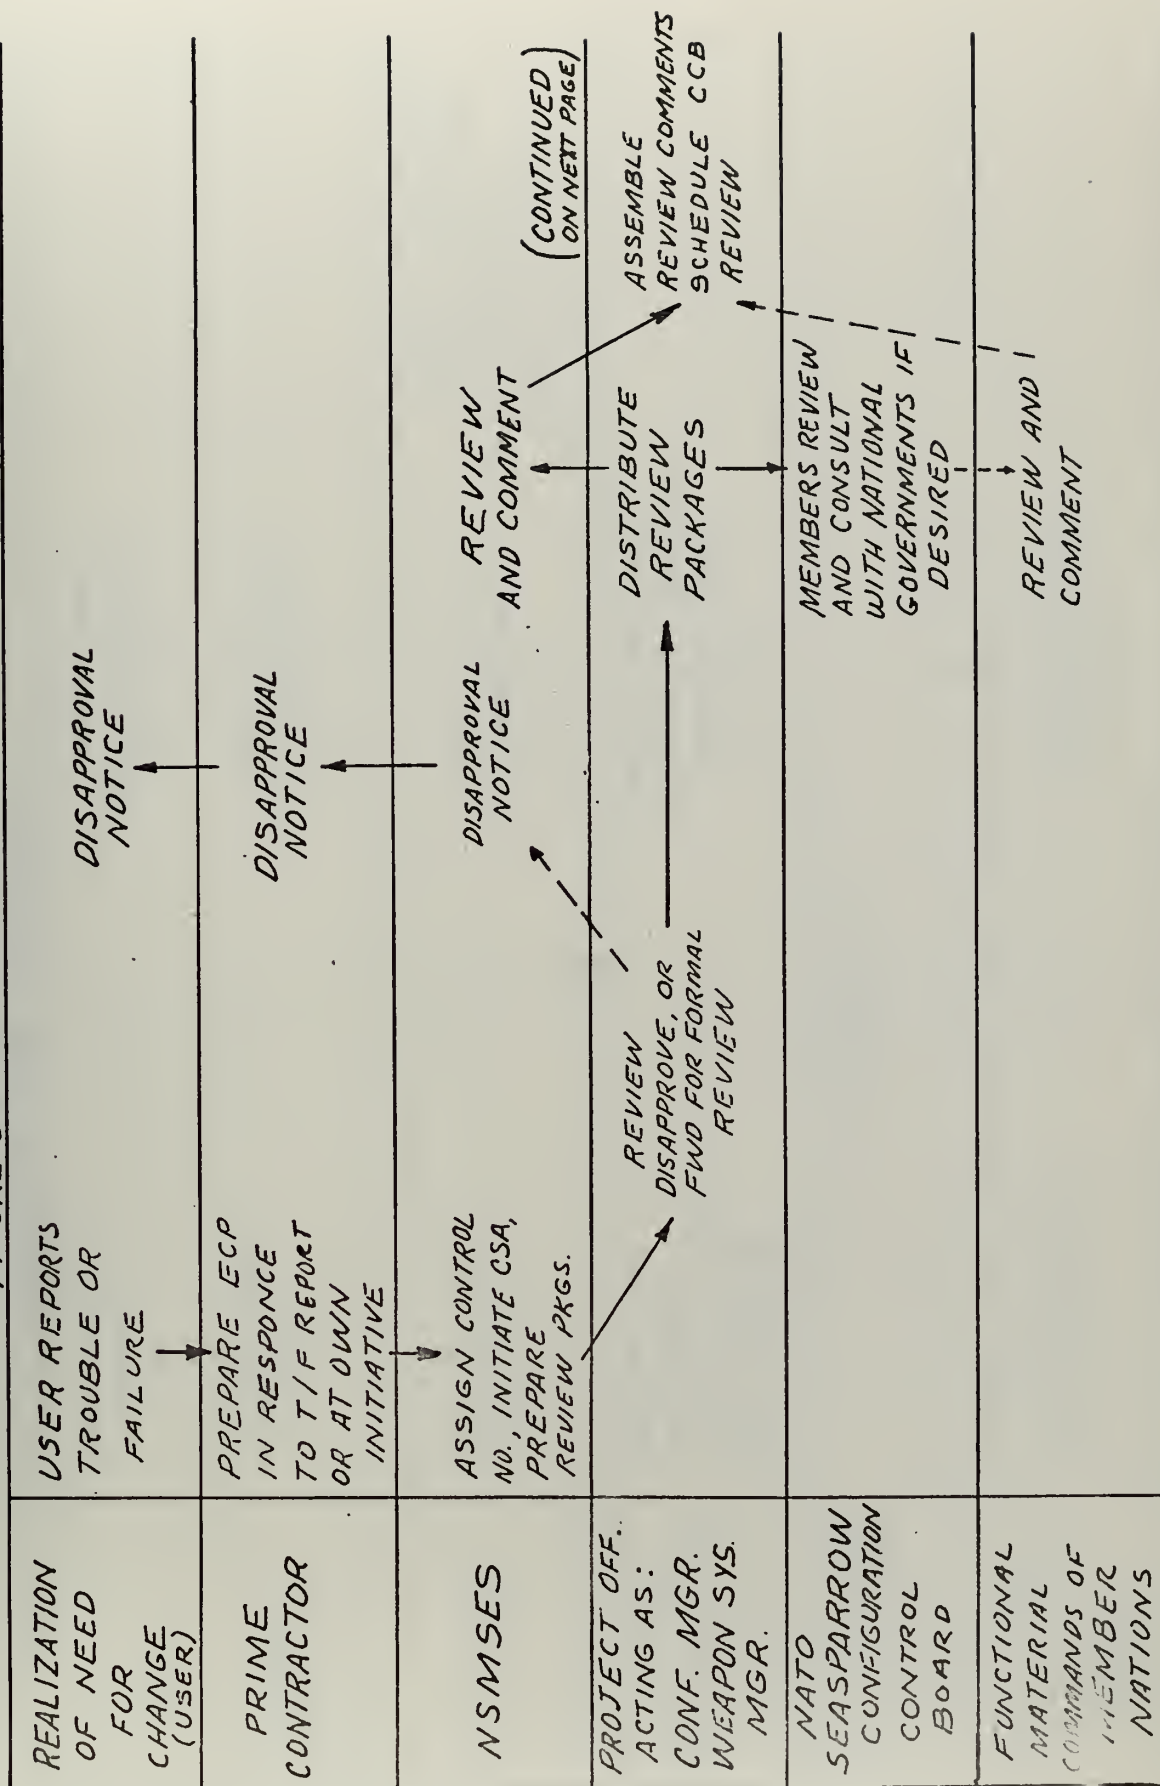 REALIZATION
OF NEED
FOR
CHANGE
(USER)
USER REPORTS
TROUBLE OR
FAILURE
DISAPPROVAL
NOTICE
PRIME
CONTRACTOR
PREPARE ECP
IN RESPONCE
TO T/F REPORT
OR AT OWN
INITIATIVE
DISAPPROVAL
NOTICE
NSMSES
ASSIGN CONTROL
NO., INITIATE CSA,
PREPARE
REVIEW PKGS.
DISAPPROVAL
NOTICE
REVIEW
AND COMMENT
(CONTINUED
ON NEXT PAGE)
PROJECT OFF.
ACTING AS:
CONF. MGR.
WEAPON SYS.
MGR.
REVIEW
DISAPPROVE, OR
FWD FOR FORMAL
REVIEW
DISTRIBUTE
REVIEW
PACKAGES
ASSEMBLE
REVIEW COMMENTS
SCHEDULE CCB
REVIEW
NATO
SEASPARROW
CONFIGURATION
CONTROL
BOARD
MEMBERS REVIEW
AND CONSULT
WITH NATIONAL
GOVERNMENTS IF
DESIRED
FUNCTIONAL
MATERIAL
COMMANDS OF
MEMBER
NATIONS
REVIEW AND
COMMENT